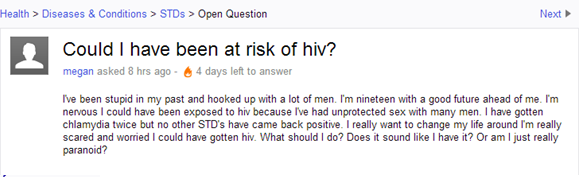 Health > Diseases & Conditions > STDs > Open Question Next
Could I have been at risk of hiv?
megan asked 8 hrs ago - 4 days left to answer
I've been stupid in my past and hooked up with a lot of men. I'm nineteen with a good future ahead of me. I'm
nervous I could have been exposed to hiv because I've had unprotected sex with many men. I have gotten
chlamydia twice but no other STD's have came back positive. I really want to change my life around I'm really
scared and worried I could have gotten hiv. What should I do? Does it sound like I have it? Or am I just really
paranoid?